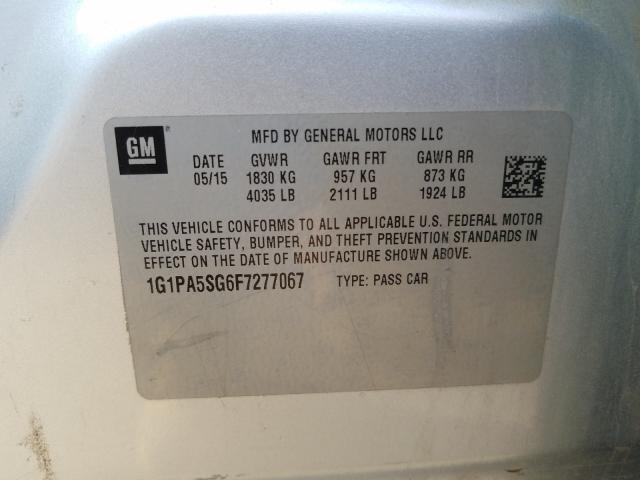 GM
MFD BY GENERAL MOTORS LLC
DATE GVWR GAWR FRT GAWR RR
05/15 1830 KG 957 KG 873 KG
4035 LB 2111 LB 1924 LB
THIS VEHICLE CONFORMS TO ALL APPLICABLE U.S. FEDERAL MOTOR
VEHICLE SAFETY, BUMPER, AND THEFT PREVENTION STANDARDS IN
EFFECT ON THE DATE OF MANUFACTURE SHOWN ABOVE.
1G1PA5SG6F7277067 TYPE: PASS CAR